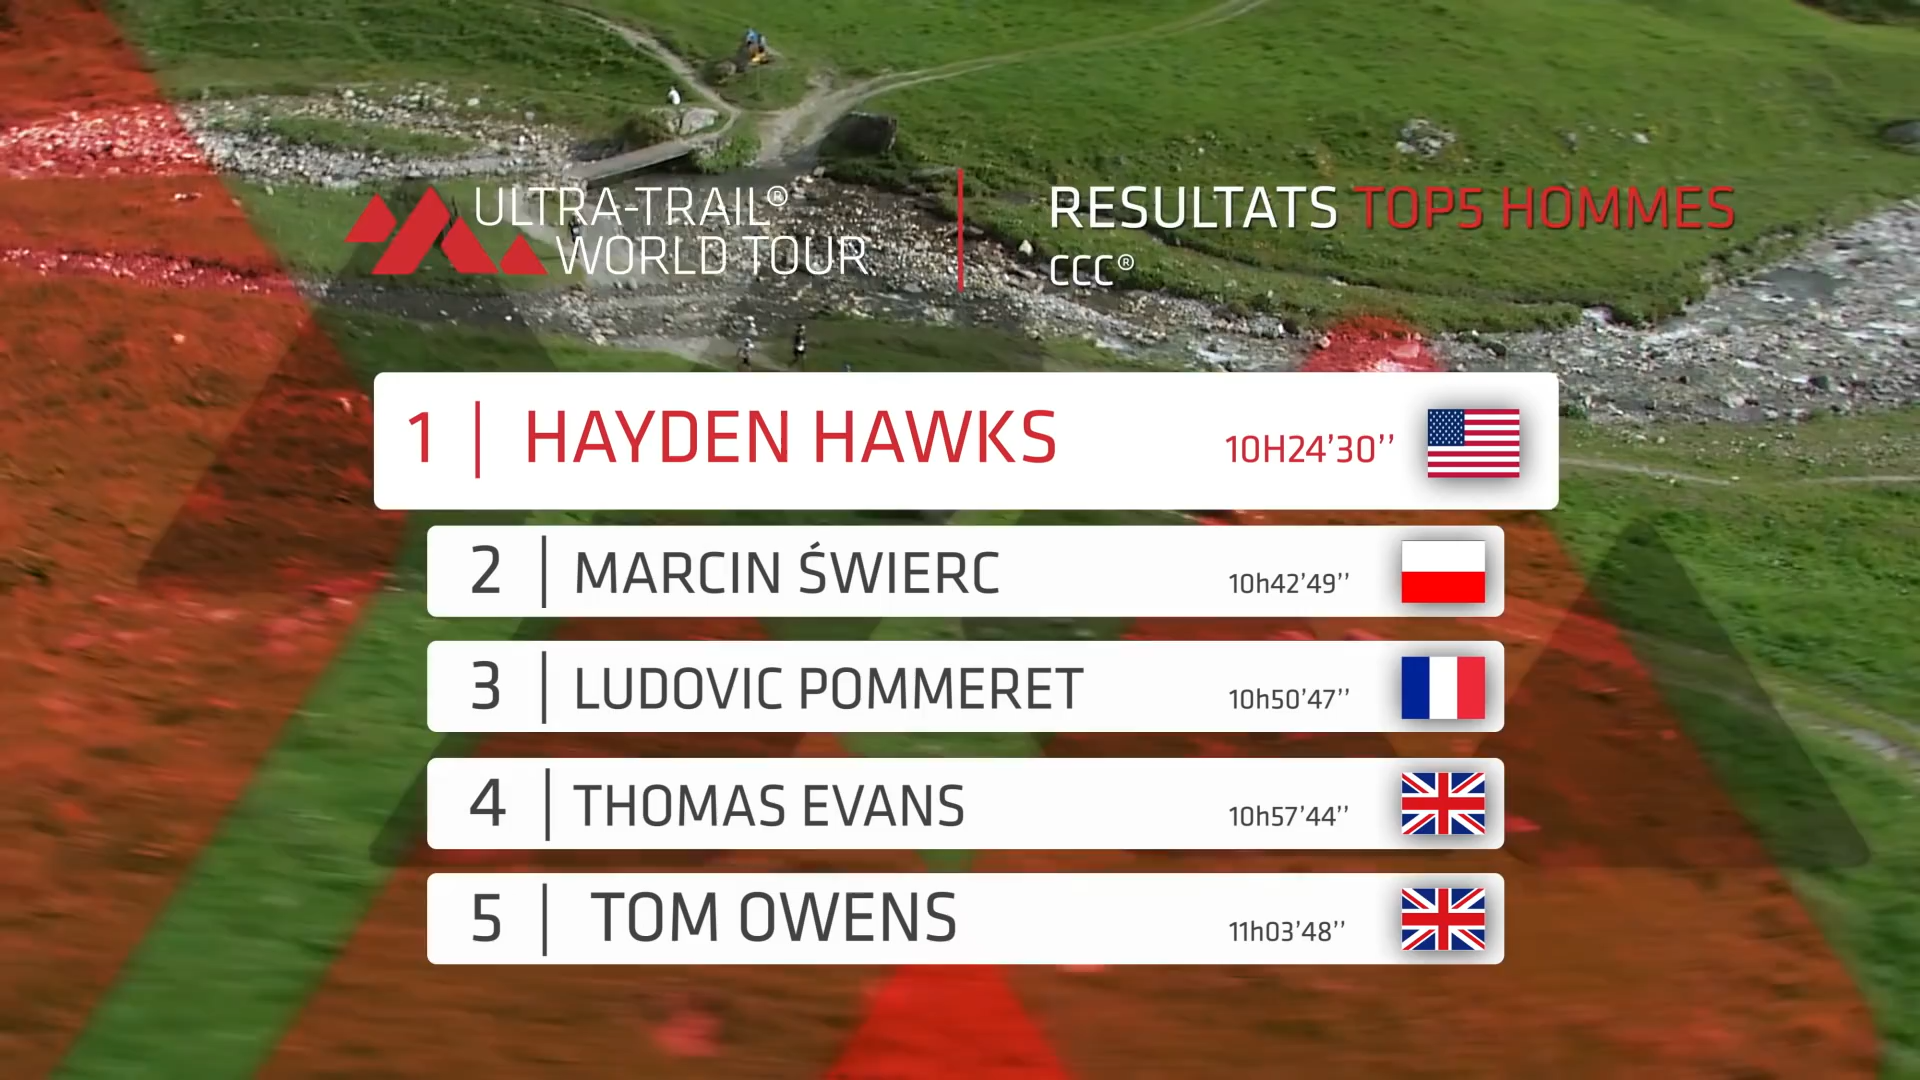 ULTRA-TRAIL®
WORLD TOUR
RESULTATS TOP5 HOMMES
CCC®
1 HAYDEN HAWKS 10H24’30’’
2 MARCIN ŚWIERC 10h42’49’’
3 LUDOVIC POMMERET 10h50’47’’
4 THOMAS EVANS 10h57’44’’
5 TOM OWENS 11h03’48’’